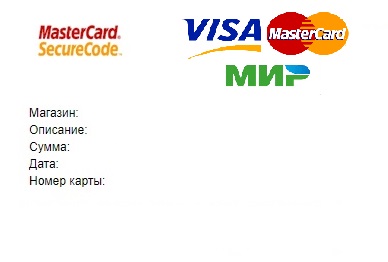 MasterCard.
SecureCode.
VISA
MasterCard
МИР
Магазин:
Описание:
Сумма:
Дата:
Номер карты: